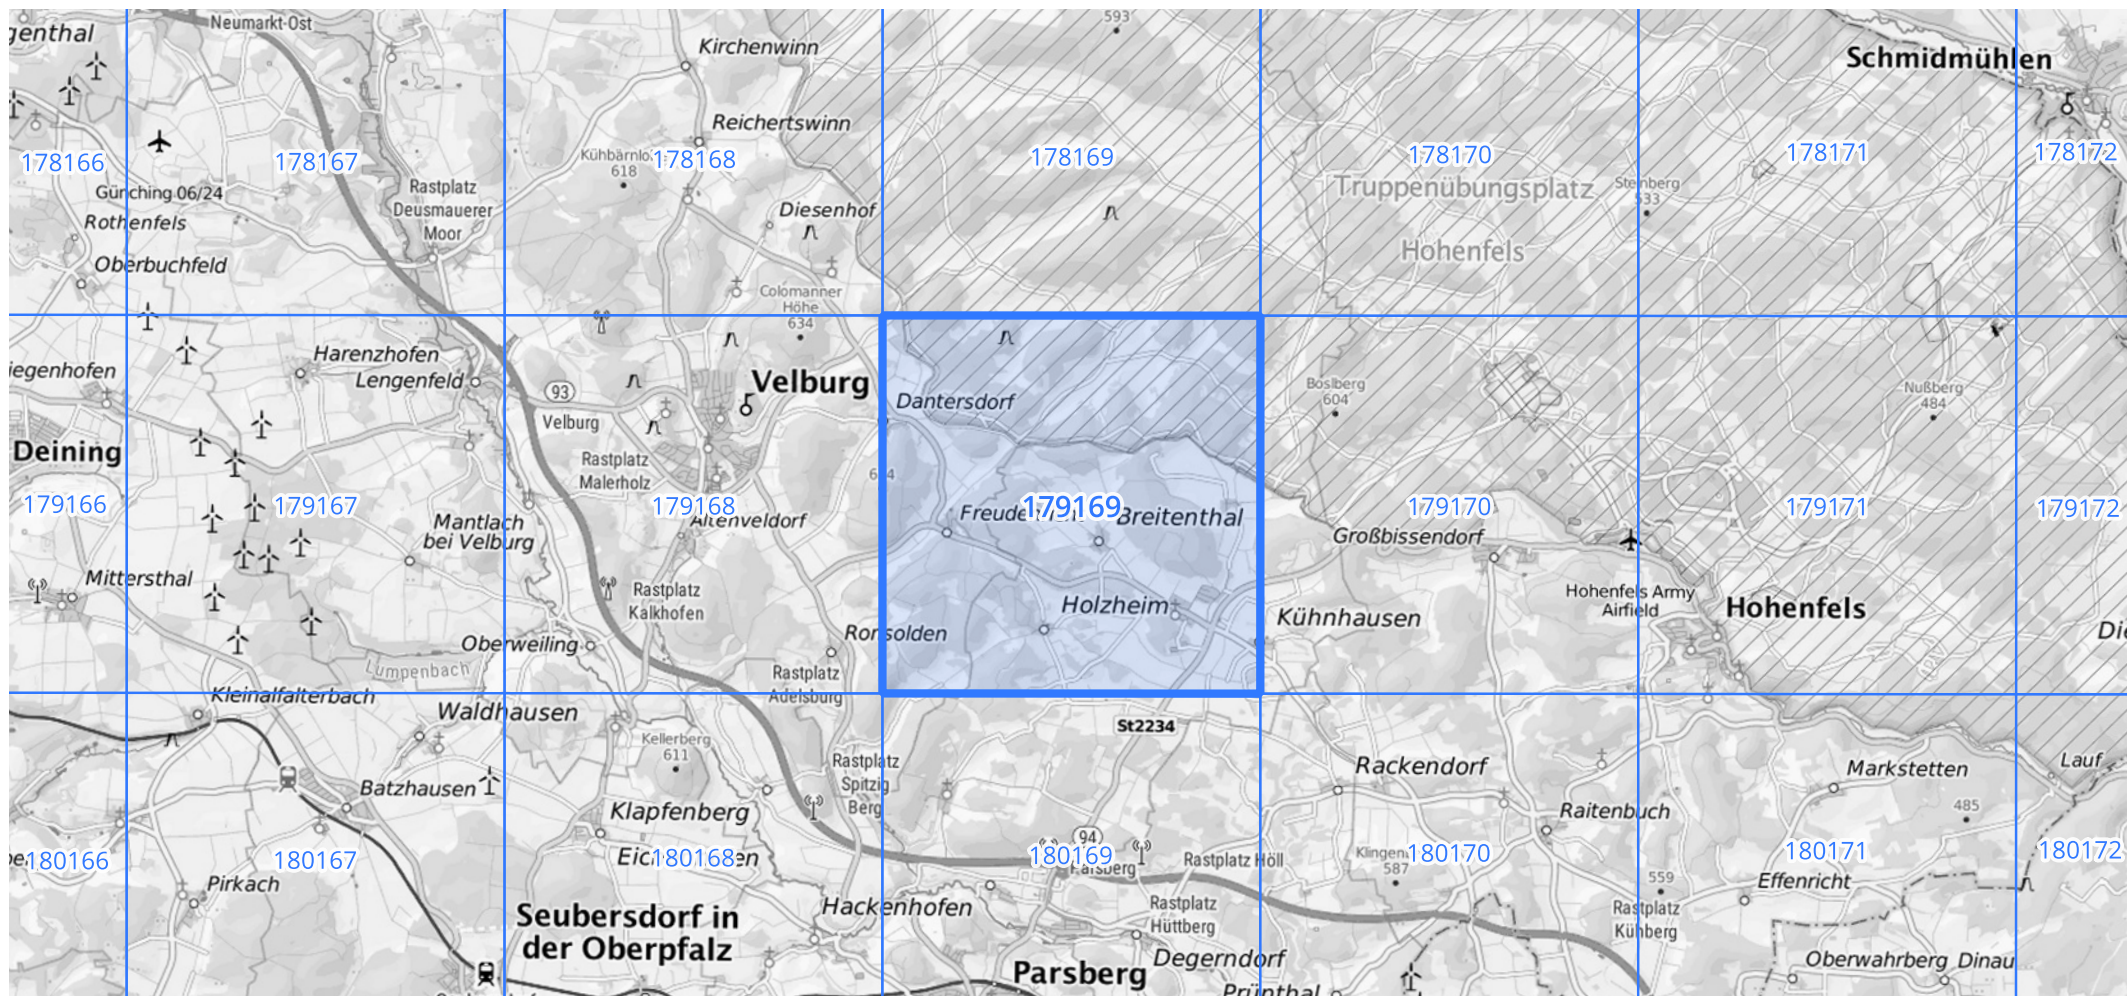 Neumarkt-Ost
593
genthal
Kirchenwinn
Schmidmühlen
Reichertswinn
178166
178167
Kühbärnlo
178168
178169
178170
178171
178172
618
Günching 06/24
Rastplatz
Deusmauerer
Moor
Truppenübungsplatz
Hohenfels
Steinberg
533
Rothenfels
Diesenhof
Oberbuchfeld
Colomanner
Höhe
634
iegenhofen
Harenzhofen
Lengenfeld
93
Velburg
Velburg
Dantersdorf
Boslberg
604
Nußberg
484
Deining
Rastplatz
Malerholz
179166
179167
179168
179169
179170
179171
179172
Mantlach
bei Velburg
Altenveldorf
Breitenthal
Großbissendorf
Mittersthal
Rastplatz
Kalkhofen
Holzheim
Kühnhausen
Hohenfels Army
Airfield
Hohenfels
Oberweiling
Ronsolden
Lumpenbach
Rastplatz
Adelsburg
Kleinalfalterbach
Waldhausen
St2234
Kellerberg
611
Rastplatz
Spitzig
Berg
Rackendorf
Markstetten
Lauf
Batzhausen
Klapfenberg
485
Raitenbuch
94
180166
180167
180168
180169
180170
180171
180172
Parsberg
Rastplatz Höll
587
559
Effenricht
Pirkach
Seubersdorf in
der Oberpfalz
Hackenhofen
Rastplatz
Hüttberg
Rastplatz
Kühberg
Parsberg
Degerndorf
Oberwahrberg
Dinau
Prünthal